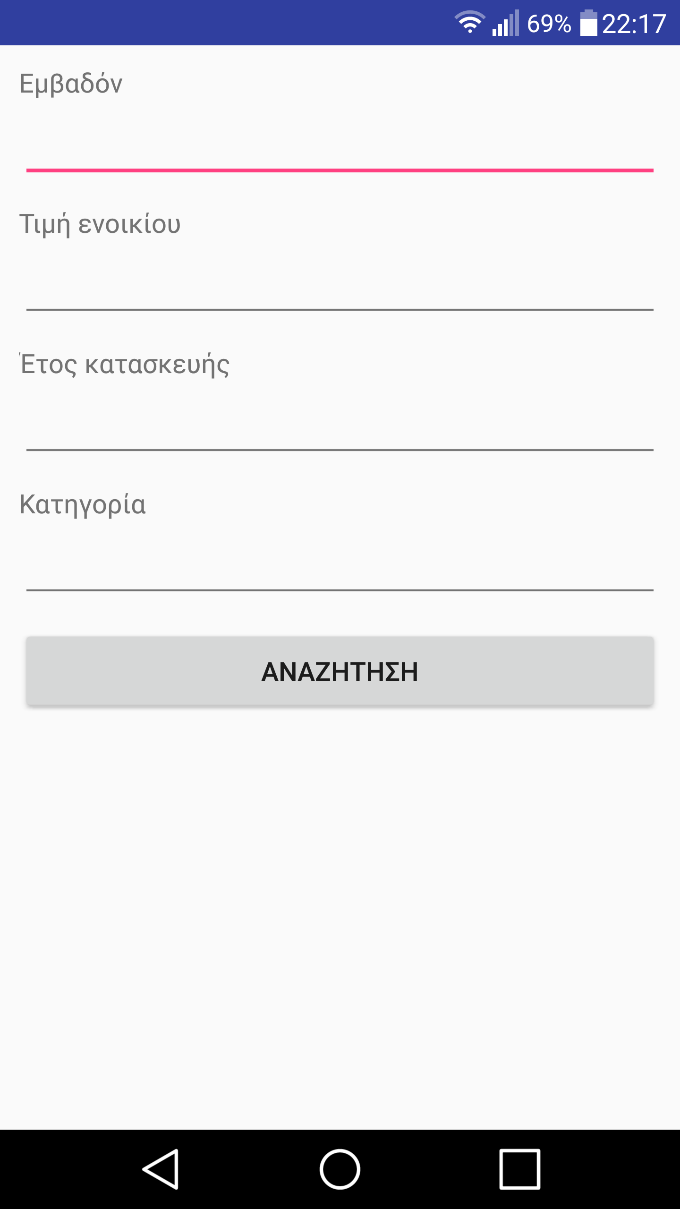 69% 22:17
Εμβαδόν
Τιμή ενοικίου
Έτος κατασκευής
Κατηγορία
ΑΝΑΖΗΤΗΣΗ